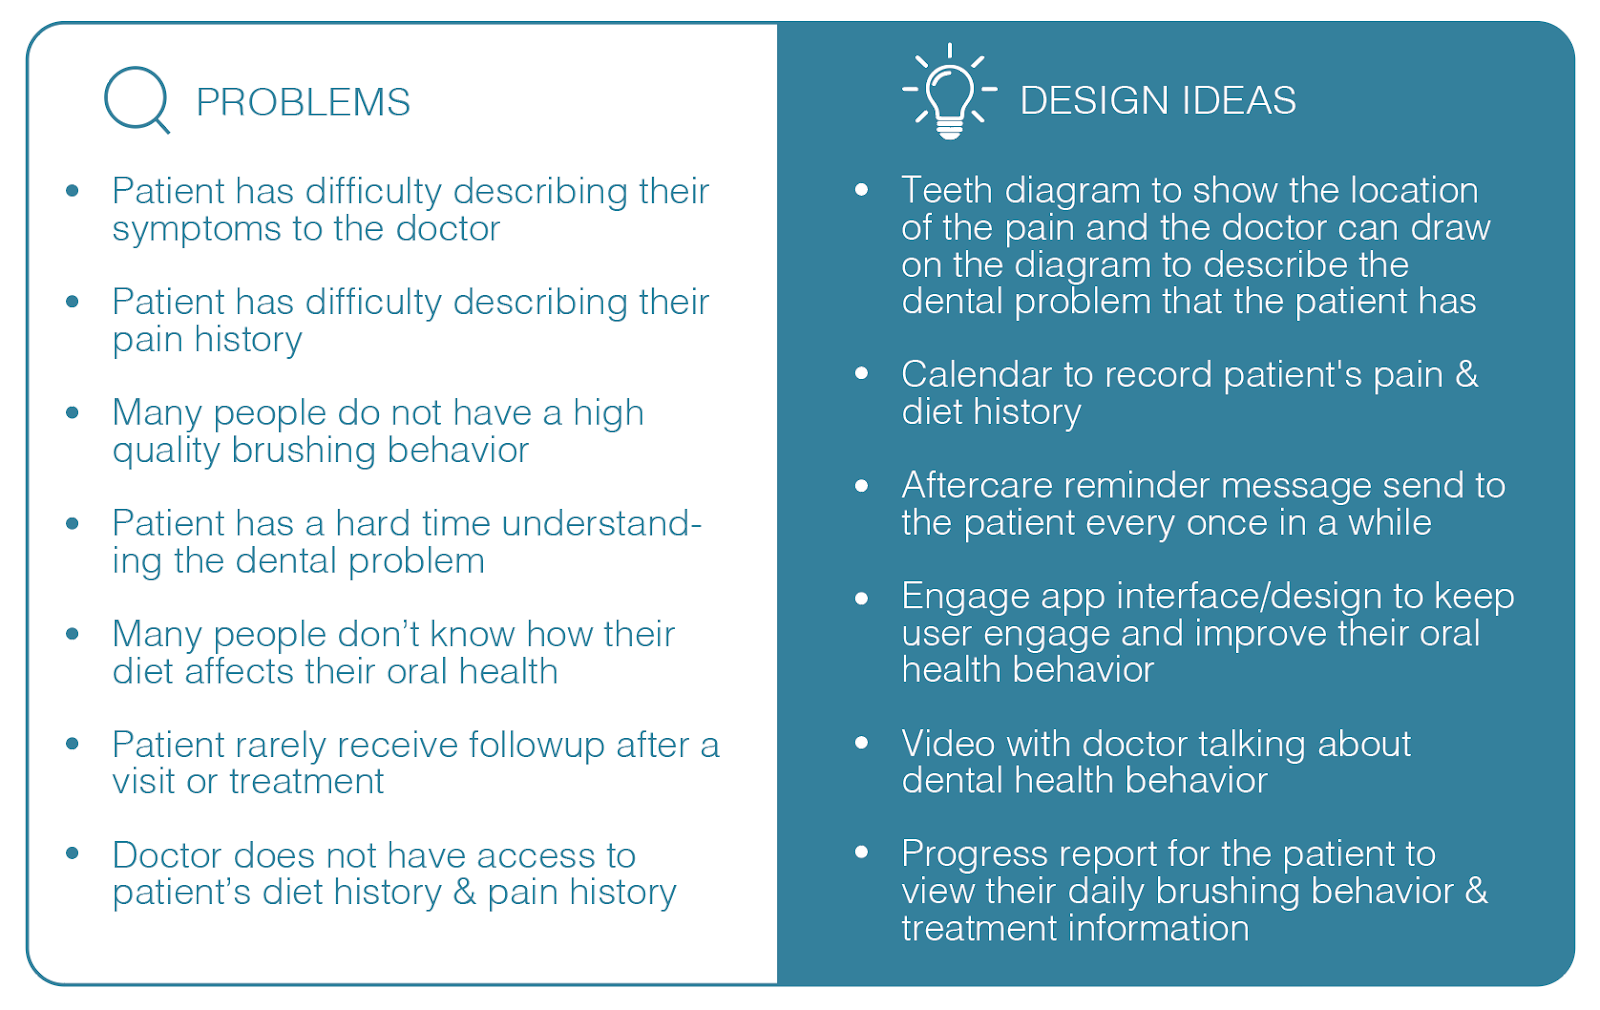 PROBLEMS
• Patient has difficulty describing their
symptoms to the doctor
• Patient has difficulty describing their
pain history
• Many people do not have a high
quality brushing behavior
• Patient has a hard time understand-
ing the dental problem
• Many people don’t know how their
diet affects their oral health
• Patient rarely receive followup after a
visit or treatment
• Doctor does not have access to
patient’s diet history & pain history
DESIGN IDEAS
• Teeth diagram to show the location
of the pain and the doctor can draw
on the diagram to describe the
dental problem that the patient has
• Calendar to record patient's pain &
diet history
• Aftercare reminder message send to
the patient every once in a while
• Engage app interface/design to keep
user engage and improve their oral
health behavior
• Video with doctor talking about
dental health behavior
• Progress report for the patient to
view their daily brushing behavior &
treatment information